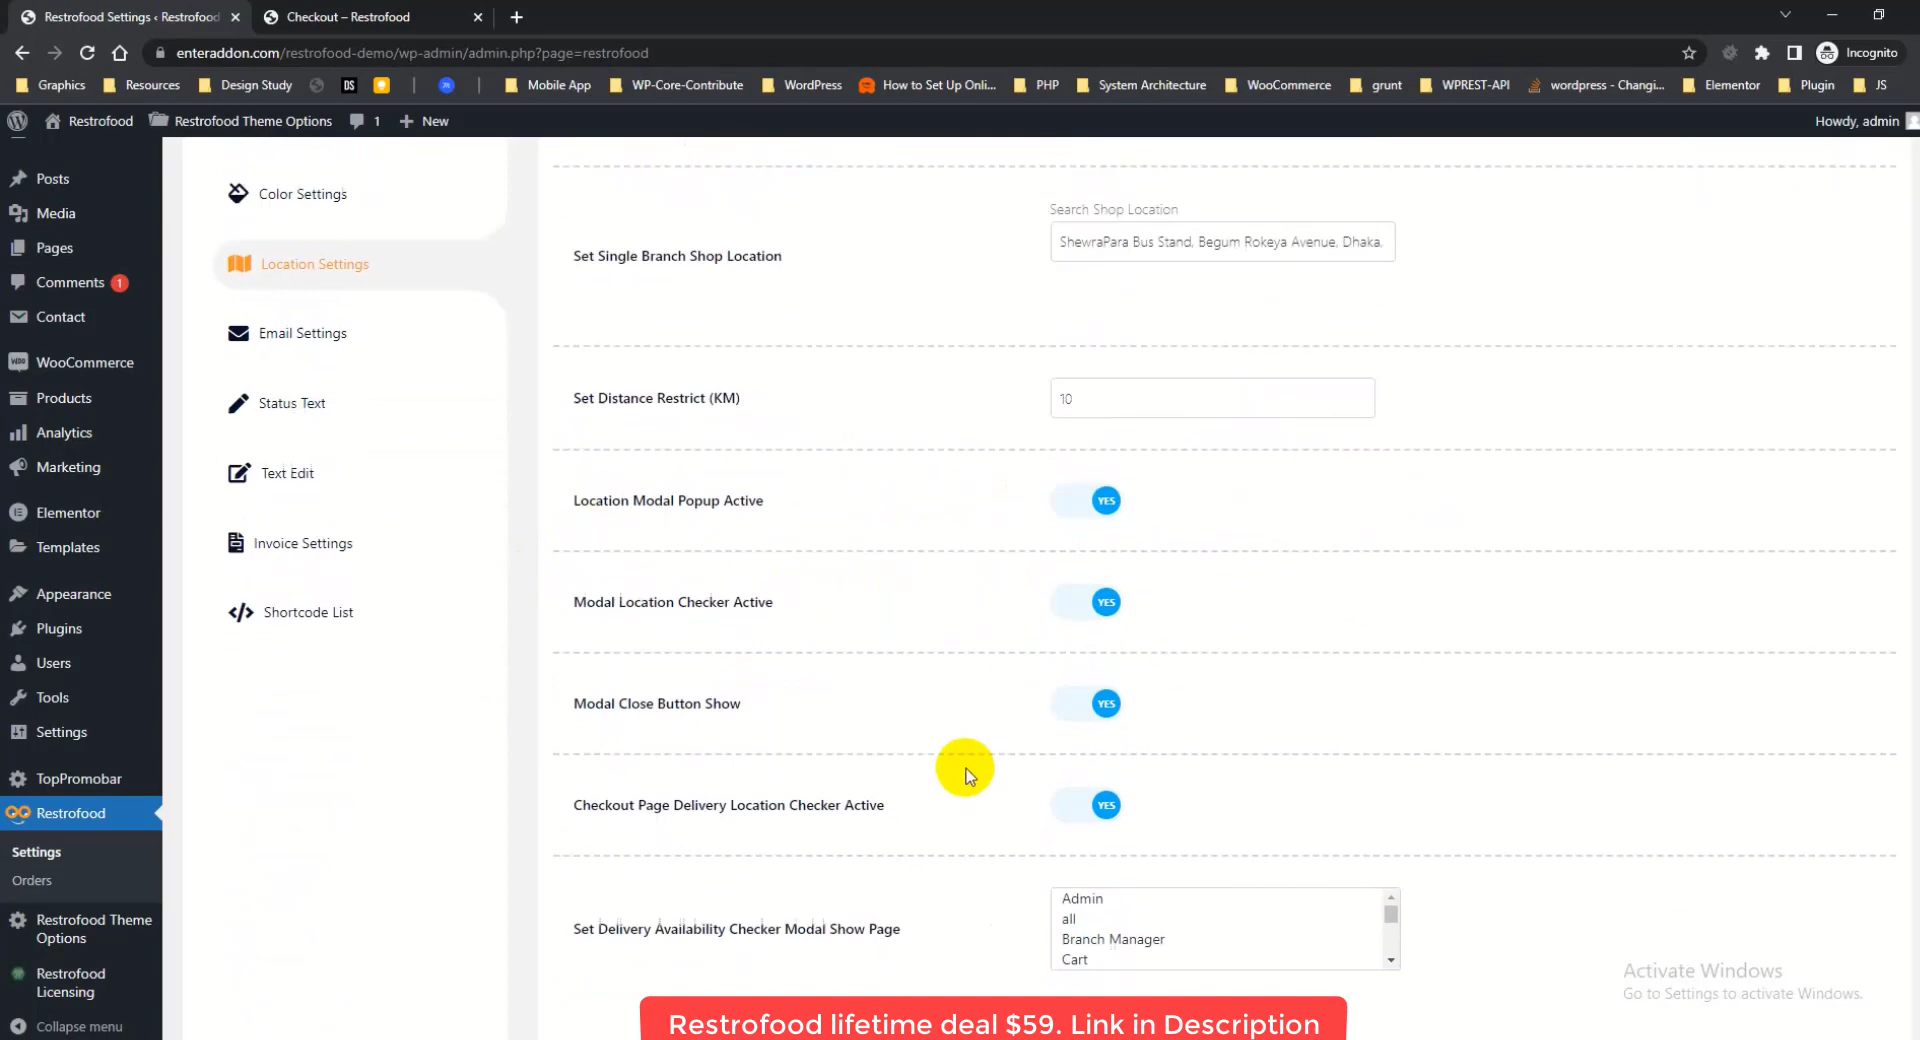 Restrofood Settings ‹ Restrofood
Checkout – Restrofood
enteraddon.com/restrofood-demo/wp-admin/admin.php?page=restrofood
Incognito
Graphics
Resources
Design Study
DS
Mobile App
WP-Core-Contribute
WordPress
How to Set Up Onli...
PHP
System Architecture
WooCommerce
grunt
WPREST-API
wordpress - Changi...
Elementor
Plugin
JS
Restrofood
Restrofood Theme Options
1
New
Howdy, admin
Posts
Media
Pages
Comments 1
Contact
WooCommerce
Products
Analytics
Marketing
Elementor
Templates
Appearance
Plugins
Users
Tools
Settings
TopPromobar
Restrofood
Settings
Orders
Restrofood Theme
Options
Restrofood
Licensing
Collapse menu
Color Settings
Location Settings
Email Settings
Status Text
Text Edit
Invoice Settings
Shortcode List
Search Shop Location
Set Single Branch Shop Location
ShewraPara Bus Stand, Begum Rokeya Avenue, Dhaka,
Set Distance Restrict (KM)
10
Location Modal Popup Active
YES
Modal Location Checker Active
YES
Modal Close Button Show
YES
Checkout Page Delivery Location Checker Active
YES
Set Delivery Availability Checker Modal Show Page
Admin
all
Branch Manager
Cart
Activate Windows
Go to Settings to activate Windows.
Restrofood lifetime deal $59. Link in Description